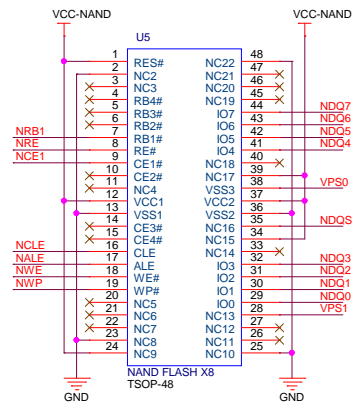 VCC-NAND VCC-NAND
U5
1 RES# NC22 48
2 NC2 NC21 47
3 NC3 NC20 46
4 RB4# NC19 45
5 RB3# IO7 44 NDQ7
6 RB2# IO6 43 NDQ6
NRB1 7 RB1# IO5 42 NDQ5
NRE 8 RE# IO4 41 NDQ4
NCE1 9 CE1# NC18 40
10 CE2# NC17 39
11 NC4 VSS3 38 VPS0
12 VCC1 VCC2 37
13 VSS1 VSS2 36
14 CE3# NC16 35 NDQS
15 CE4# NC15 34
NCLE 16 CLE NC14 33
NALE 17 ALE IO3 32 NDQ3
NWE 18 WE# IO2 31 NDQ2
NWP 19 WP# IO1 30 NDQ1
20 NC5 IO0 29 NDQ0
21 NC6 NC13 28 VPS1
22 NC7 NC12 27
23 NC8 NC11 26
24 NC9 NC10 25
NAND FLASH X8
TSOP-48
GND GND